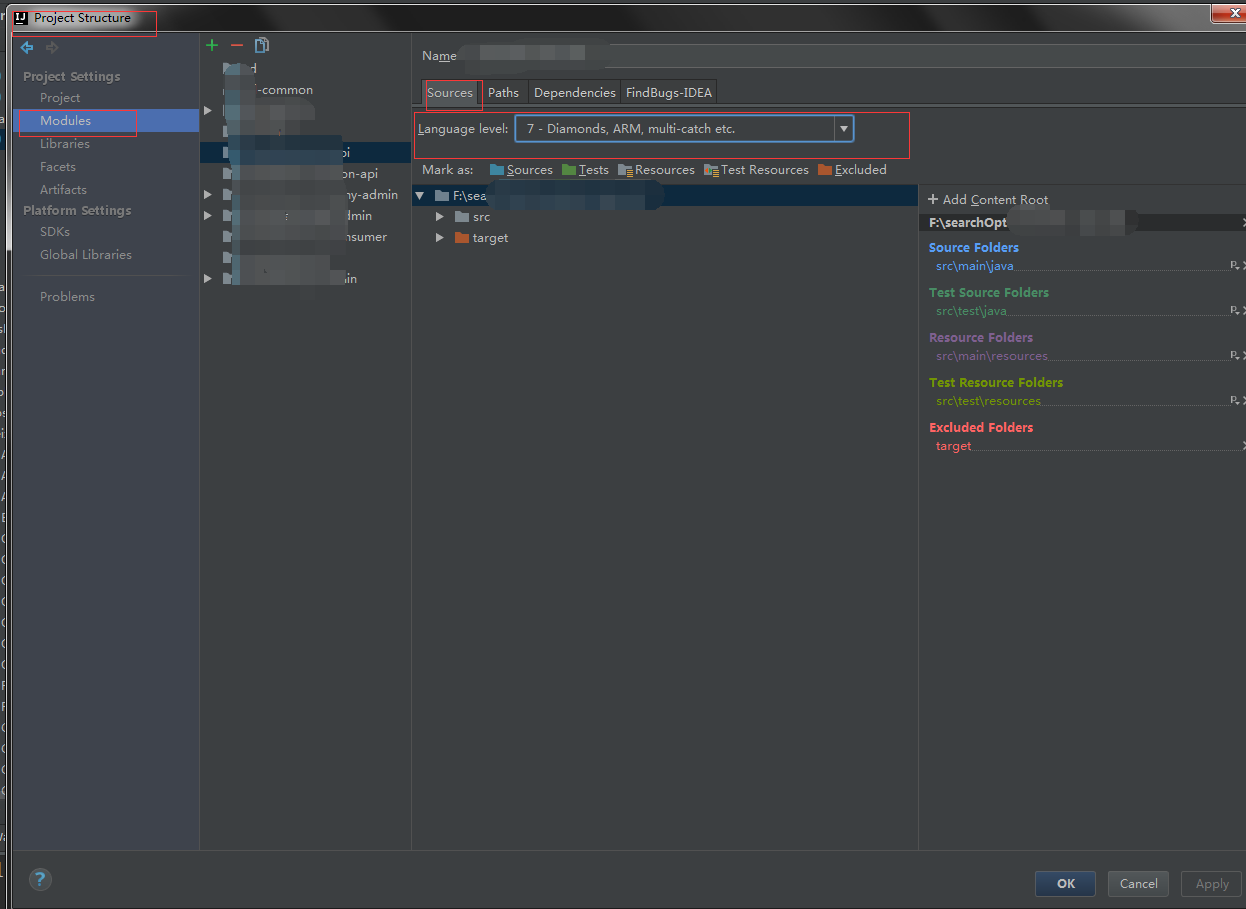 Project Structure
Project Settings
Project
Modules
Libraries
Facets
Artifacts
Platform Settings
SDKs
Global Libraries
Problems
-common
on-api
ny-admin
dmin
nsumer
Name
Sources
Paths
Dependencies
FindBugs-IDEA
Language level:
7 - Diamonds, ARM, multi-catch etc.
Mark as:
Sources
Tests
Resources
Test Resources
Excluded
F:\sea
src
target
+ Add Content Root
F:\searchOpt
Source Folders
src\main\java
Test Source Folders
src\test\java
Resource Folders
src\main\resources
Test Resource Folders
src\test\resources
Excluded Folders
target
?
OK
Cancel
Apply